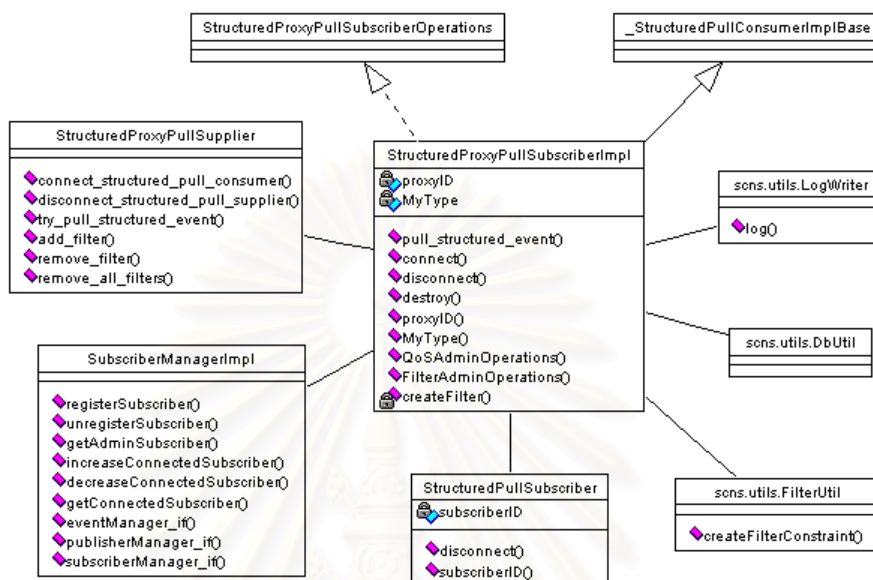 StructuredProxyPullSubscriberOperations
_StructuredPullConsumerImplBase
StructuredProxyPullSupplier
connect_structured_pull_consumer()
disconnect_structured_pull_supplier()
try_pull_structured_event()
add_filter()
remove_filter()
remove_all_filters()
StructuredProxyPullSubscriberImpl
proxyID
MyType
pull_structured_event()
connect()
disconnect()
destroy()
proxyID()
MyType()
QoSAdminOperations()
FilterAdminOperations()
createFilter()
scns.utils.LogWriter
log()
scns.utils.DbUtil
SubscriberManagerImpl
registerSubscriber()
unregisterSubscriber()
getAdminSubscriber()
increaseConnectedSubscriber()
decreaseConnectedSubscriber()
getConnectedSubscriber()
eventManager_if()
publisherManager_if()
subscriberManager_if()
StructuredPullSubscriber
subscriberID
disconnect()
subscriberID()
scns.utils.FilterUtil
createFilterConstraint()